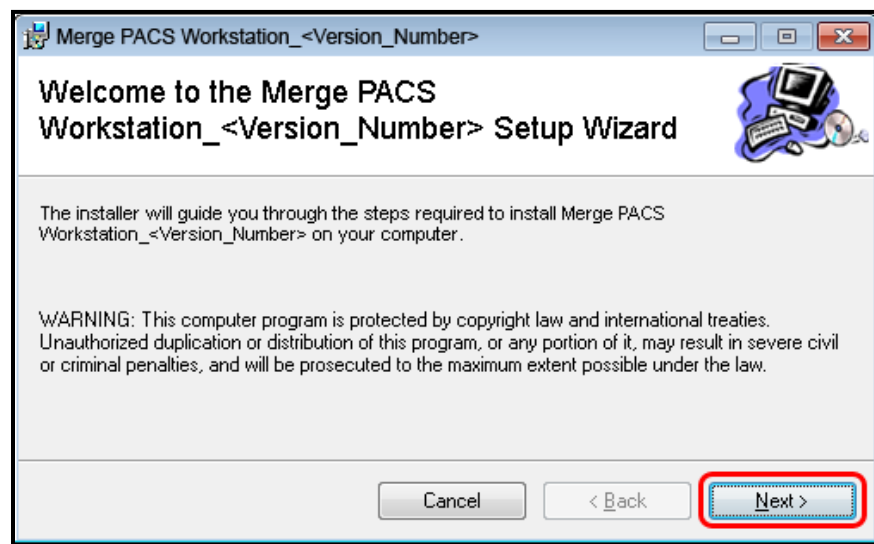 Merge PACS Workstation_<Version_Number>
Welcome to the Merge PACS
Workstation_<Version_Number> Setup Wizard
The installer will guide you through the steps required to install Merge PACS
Workstation_<Version_Number> on your computer.
WARNING: This computer program is protected by copyright law and international treaties.
Unauthorized duplication or distribution of this program, or any portion of it, may result in severe civil
or criminal penalties, and will be prosecuted to the maximum extent possible under the law.
Cancel < Back Next >